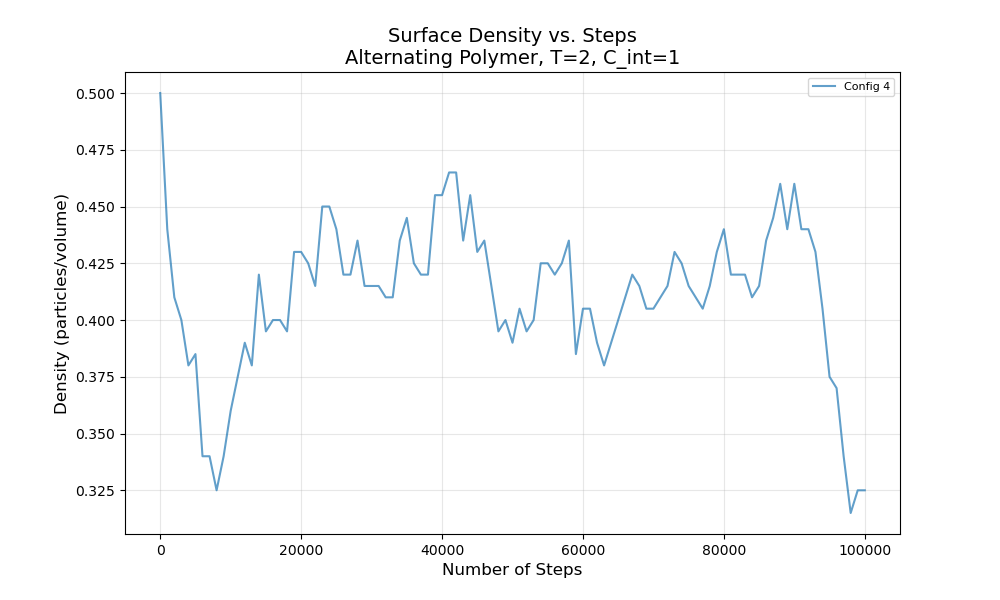 Surface Density vs. Steps
Alternating Polymer, T=2, C_int=1
Config 4
Density (particles/volume)
0.500
0.475
0.450
0.425
0.400
0.375
0.350
0.325
0 20000 40000 60000 80000 100000
Number of Steps